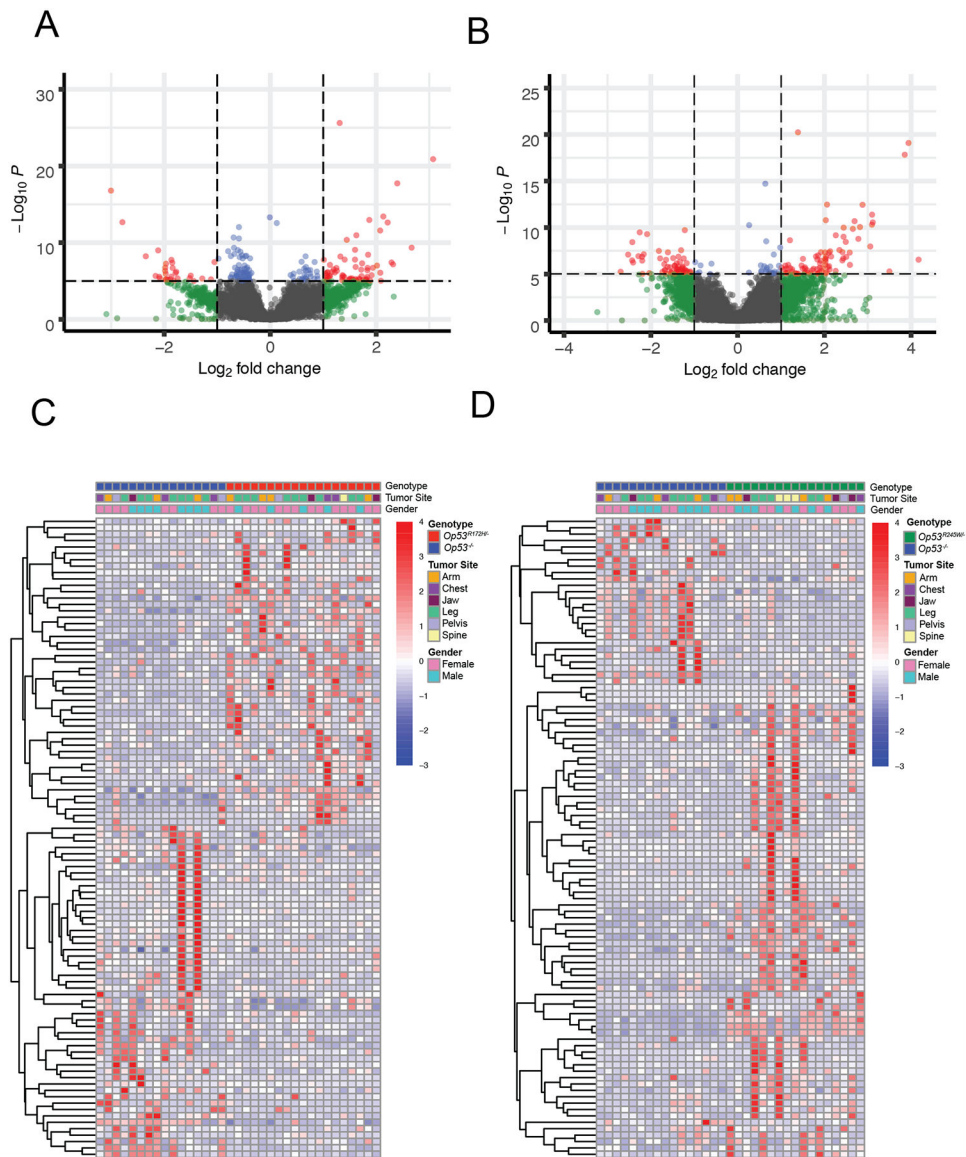 A
B
30
20
10
0
−Log10 P
−2
0
2
Log2 fold change
25
20
15
10
5
0
−Log10 P
−4
−2
0
2
4
Log2 fold change
C
D
Genotype
Tumor Site
Gender
4
3
2
1
0
−1
−2
−3
Genotype
Op53R172H/-
Op53-/-
Tumor Site
Arm
Chest
Jaw
Leg
Pelvis
Spine
Gender
Female
Male
Genotype
Tumor Site
Gender
4
3
2
1
0
−1
−2
−3
Genotype
Op53R245W/-
Op53-/-
Tumor Site
Arm
Chest
Jaw
Leg
Pelvis
Spine
Gender
Female
Male